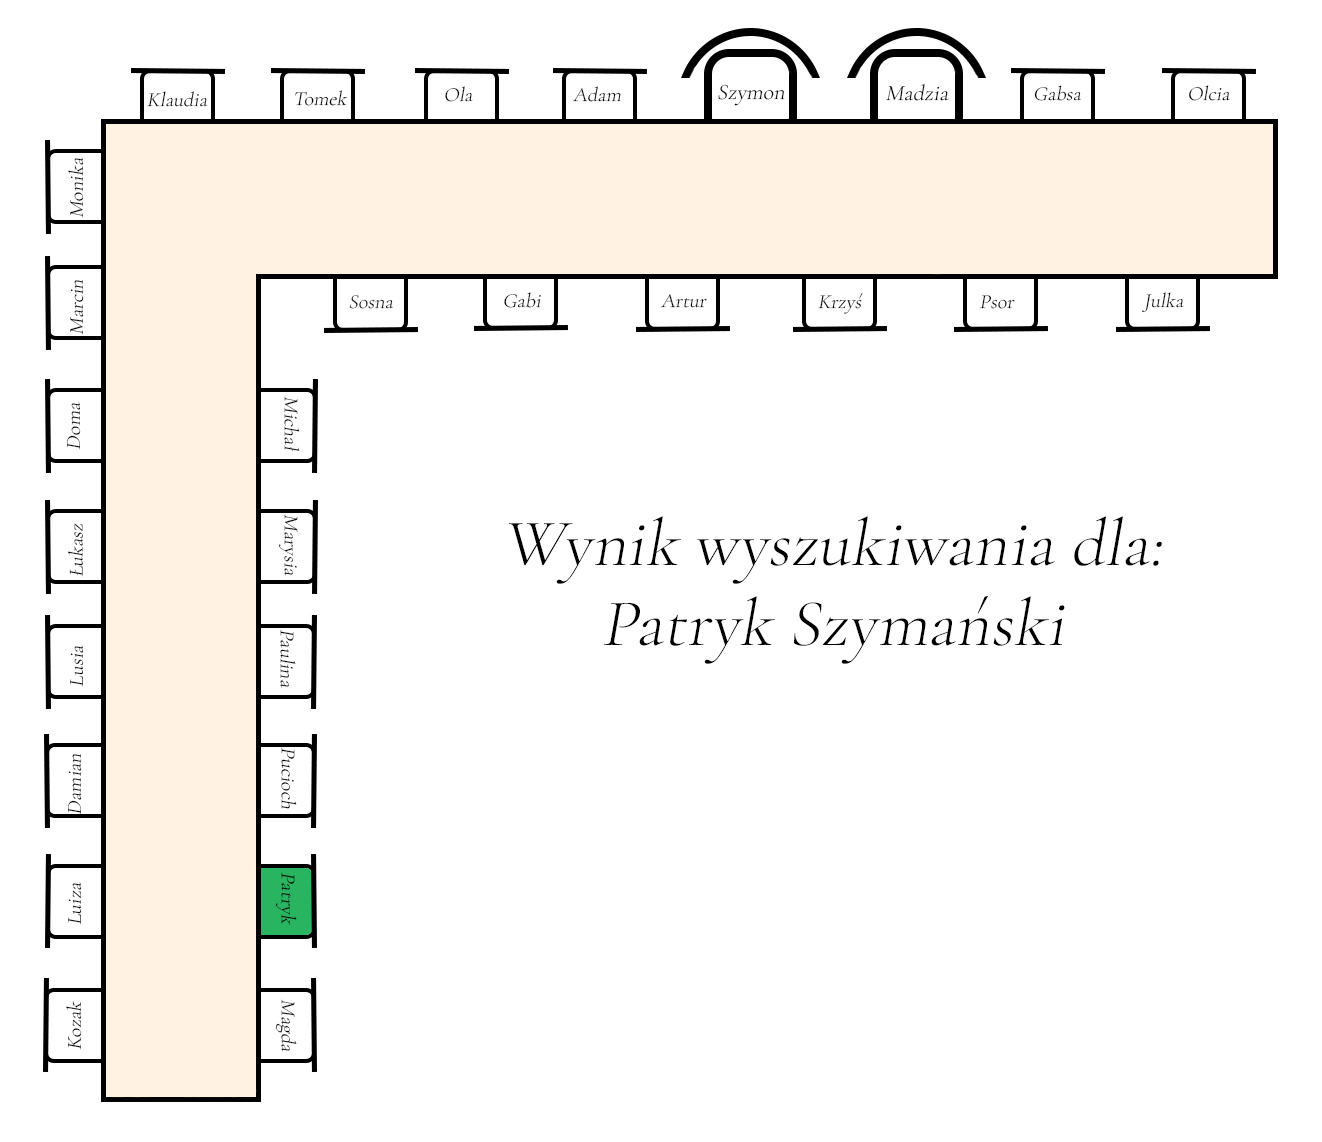 Klaudia
Tomek
Ola
Adam
Szymon
Madzia
Gabsa
Olcia
Monika
Marcin
Doma
Łukasz
Lusia
Damian
Luiza
Kozak
Sosna
Gabi
Artur
Krzyś
Psor
Julka
Michał
Marysia
Paulina
Pucioch
Patryk
Magda
Wynik wyszukiwania dla:
Patryk Szymański